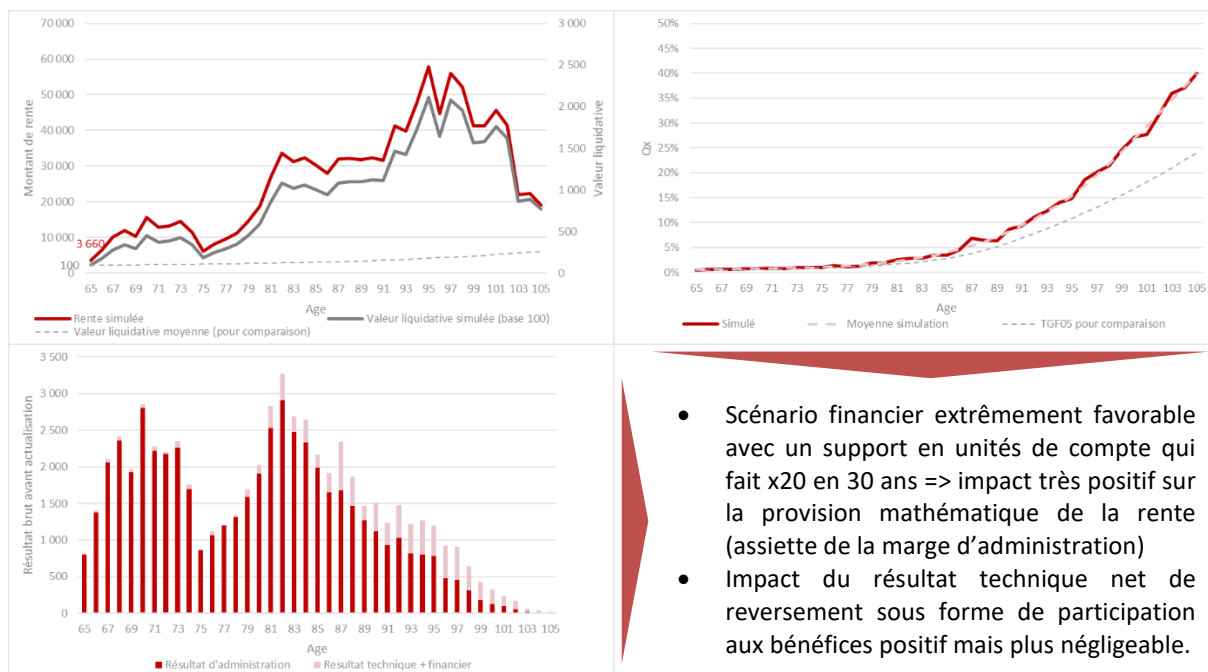 70 000
60 000
50 000
40 000
30 000
20 000
10 000
3 660
100
0
Montant de rente
3 000
2 500
2 000
1 500
1 000
500
0
Valeur liquidative
65 67 69 71 73 75 77 79 81 83 85 87 89 91 93 95 97 99 101 103 105
Age
Rente simulée
Valeur liquidative simulée (base 100)
Valeur liquidative moyenne (pour comparaison)
50%
45%
40%
35%
30%
25%
20%
15%
10%
5%
0%
Qx
65 67 69 71 73 75 77 79 81 83 85 87 89 91 93 95 97 99 101 103 105
Age
Simulé
Moyenne simulation
TGF05 pour comparaison
3 500
3 000
2 500
2 000
1 500
1 000
500
0
Résultat brut avant actualisation
65 67 69 71 73 75 77 79 81 83 85 87 89 91 93 95 97 99 101 103 105
Age
Résultat d'administration
Resultat technique + financier
• Scénario financier extrêmement favorable
avec un support en unités de compte qui
fait x20 en 30 ans => impact très positif sur
la provision mathématique de la rente
(assiette de la marge d’administration)
• Impact du résultat technique net de
reversement sous forme de participation
aux bénéfices positif mais plus négligeable.